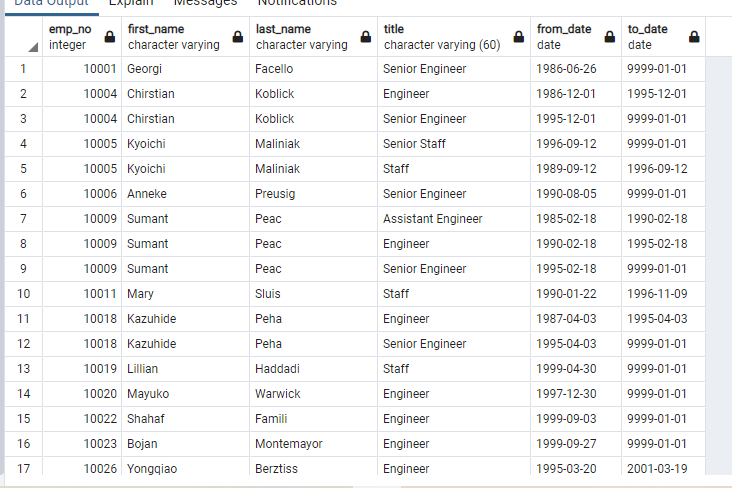 Data Output Explain Messages Notifications
emp_no first_name last_name title from_date to_date
integer character varying character varying character varying (60) date date
1 10001 Georgi Facello Senior Engineer 1986-06-26 9999-01-01
2 10004 Chirstian Koblick Engineer 1986-12-01 1995-12-01
3 10004 Chirstian Koblick Senior Engineer 1995-12-01 9999-01-01
4 10005 Kyoichi Maliniak Senior Staff 1996-09-12 9999-01-01
5 10005 Kyoichi Maliniak Staff 1989-09-12 1996-09-12
6 10006 Anneke Preusig Senior Engineer 1990-08-05 9999-01-01
7 10009 Sumant Peac Assistant Engineer 1985-02-18 1990-02-18
8 10009 Sumant Peac Engineer 1990-02-18 1995-02-18
9 10009 Sumant Peac Senior Engineer 1995-02-18 9999-01-01
10 10011 Mary Sluis Staff 1990-01-22 1996-11-09
11 10018 Kazuhide Peha Engineer 1987-04-03 1995-04-03
12 10018 Kazuhide Peha Senior Engineer 1995-04-03 9999-01-01
13 10019 Lillian Haddadi Staff 1999-04-30 9999-01-01
14 10020 Mayuko Warwick Engineer 1997-12-30 9999-01-01
15 10022 Shahaf Famili Engineer 1999-09-03 9999-01-01
16 10023 Bojan Montemayor Engineer 1999-09-27 9999-01-01
17 10026 Yongqiao Berztiss Engineer 1995-03-20 2001-03-19